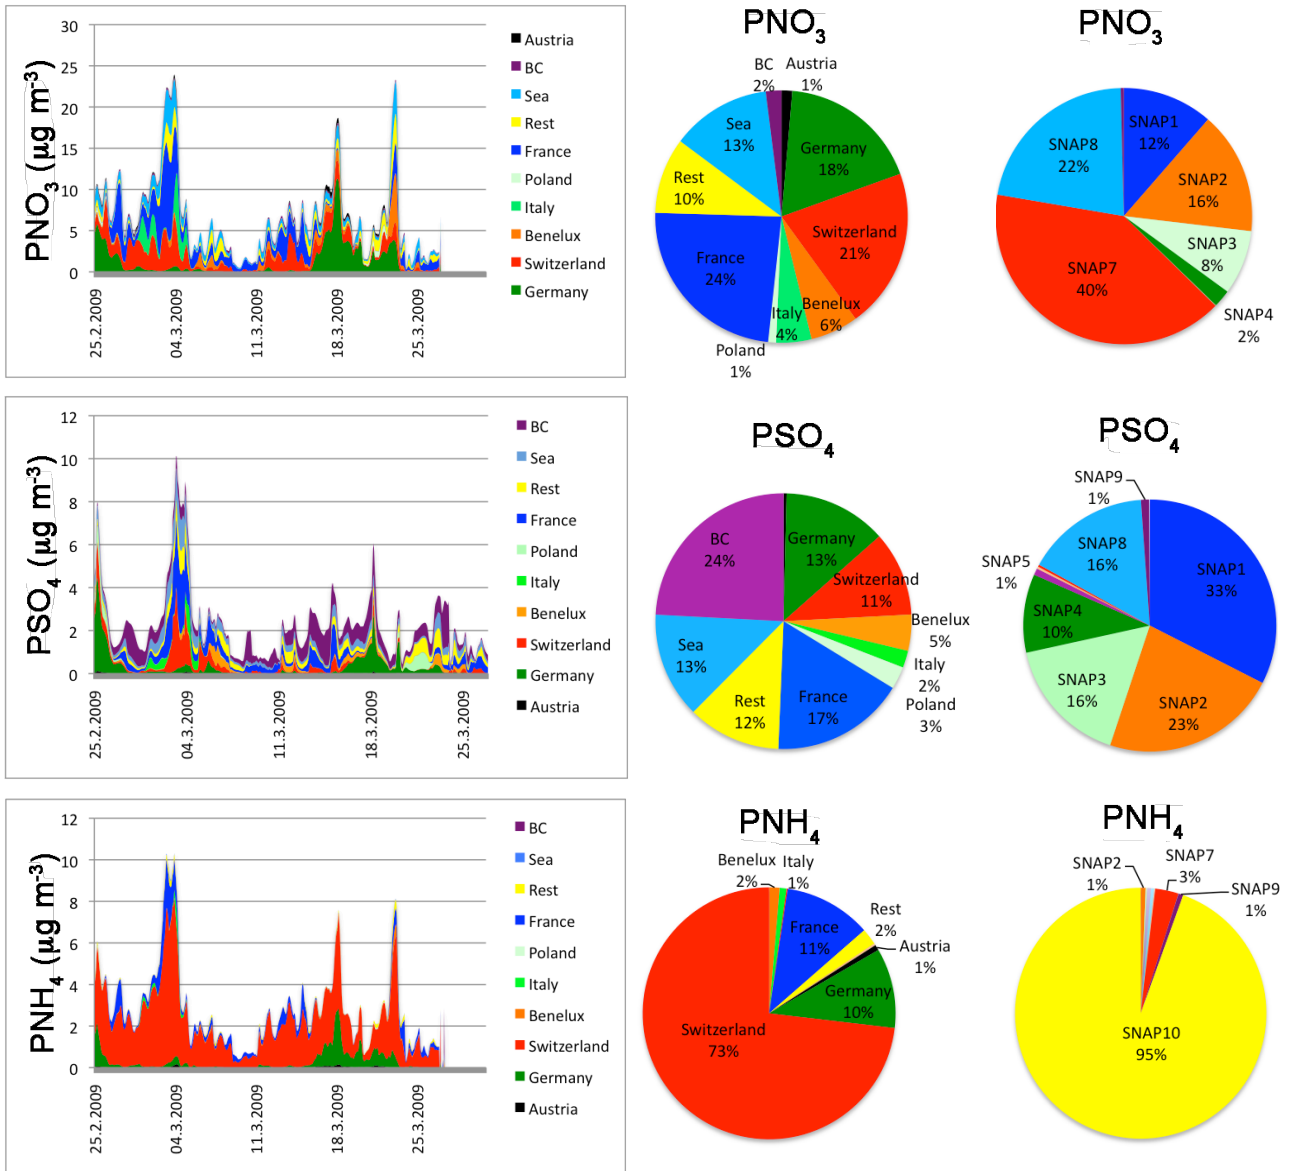 PNO3 (µg m-3)
30
25
20
15
10
5
0
25.2.2009
04.3.2009
11.3.2009
18.3.2009
25.3.2009
Austria
BC
Sea
Rest
France
Poland
Italy
Benelux
Switzerland
Germany
PNO3
BC
2%
Austria
1%
Germany
18%
Switzerland
21%
Benelux
6%
Italy
4%
Poland
1%
France
24%
Rest
10%
Sea
13%
PNO3
SNAP1
12%
SNAP2
16%
SNAP3
8%
SNAP4
2%
SNAP7
40%
SNAP8
22%
PSO4 (µg m-3)
12
10
8
6
4
2
0
25.2.2009
04.3.2009
11.3.2009
18.3.2009
25.3.2009
BC
Sea
Rest
France
Poland
Italy
Benelux
Switzerland
Germany
Austria
PSO4
Germany
13%
Switzerland
11%
Benelux
5%
Italy
2%
Poland
3%
France
17%
Rest
12%
Sea
13%
BC
24%
PSO4
SNAP9
1%
SNAP1
33%
SNAP2
23%
SNAP3
16%
SNAP4
10%
SNAP5
1%
SNAP8
16%
PNH4 (µg m-3)
12
10
8
6
4
2
0
25.2.2009
04.3.2009
11.3.2009
18.3.2009
25.3.2009
BC
Sea
Rest
France
Poland
Italy
Benelux
Switzerland
Germany
Austria
PNH4
Benelux
2%
Italy
1%
France
11%
Rest
2%
Austria
1%
Germany
10%
Switzerland
73%
PNH4
SNAP2
1%
SNAP7
3%
SNAP9
1%
SNAP10
95%